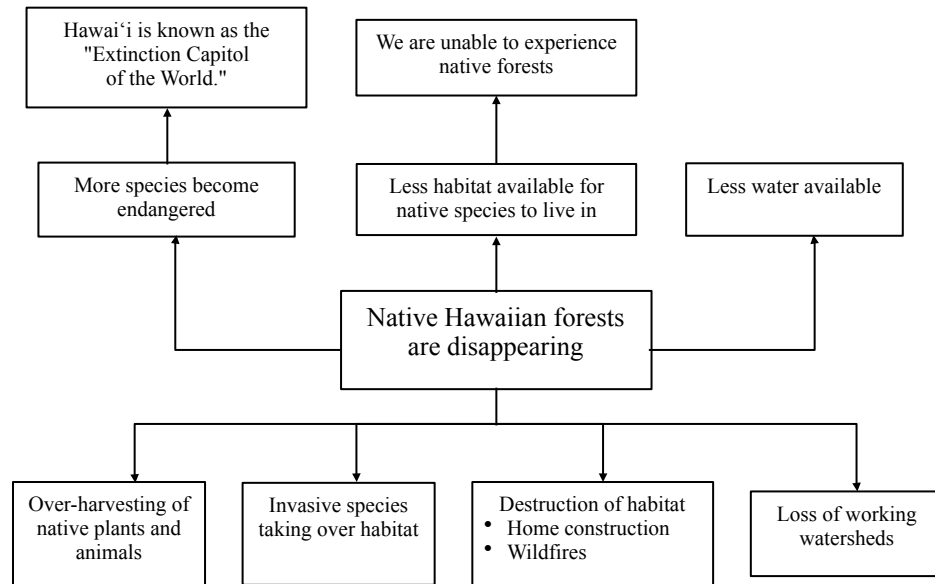 Hawai‘i is known as the
"Extinction Capitol
of the World."
We are unable to experience
native forests
More species become
endangered
Less habitat available for
native species to live in
Less water available
Native Hawaiian forests
are disappearing
Over-harvesting of
native plants and
animals
Invasive species
taking over habitat
Destruction of habitat
• Home construction
• Wildfires
Loss of working
watersheds